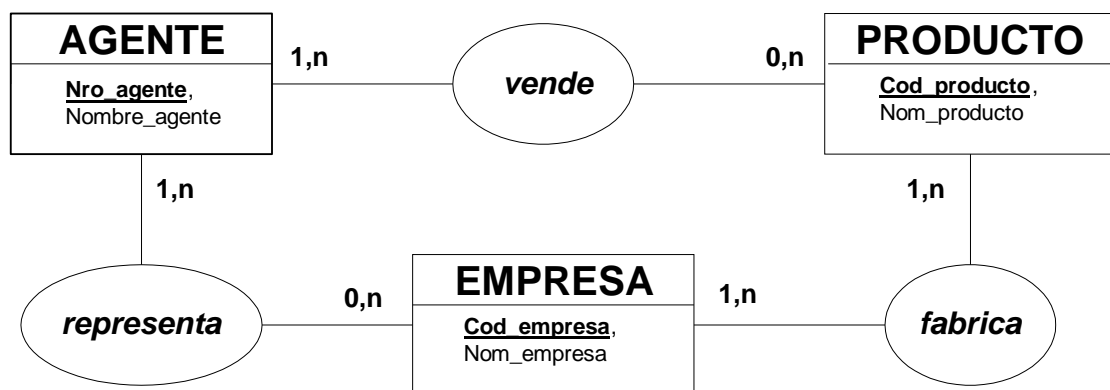 AGENTE
Nro_agente,
Nombre_agente
1,n
vende
0,n
PRODUCTO
Cod_producto,
Nom_producto
1,n
1,n
representa
0,n
EMPRESA
Cod_empresa,
Nom_empresa
1,n
fabrica